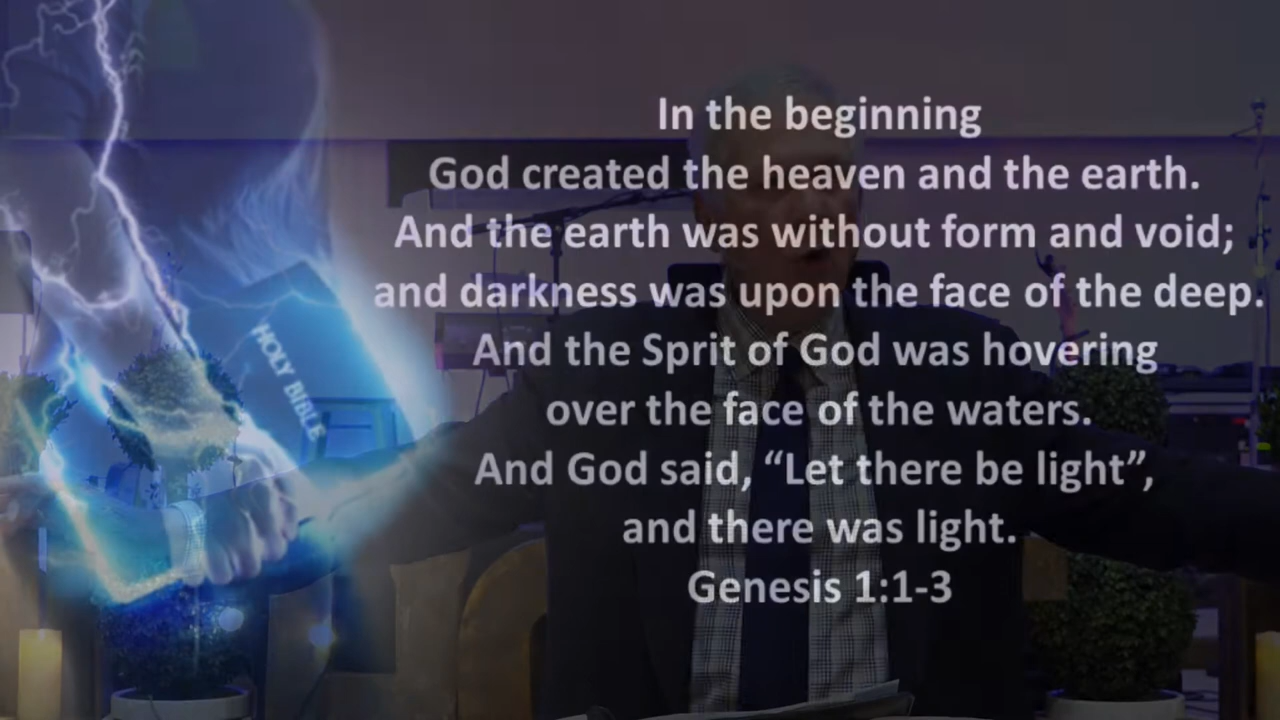 In the beginning
God created the heaven and the earth.
And the earth was without form and void;
and darkness was upon the face of the deep.
And the Sprit of God was hovering
over the face of the waters.
And God said, “Let there be light”,
and there was light.
Genesis 1:1-3
HOLY BIBLE